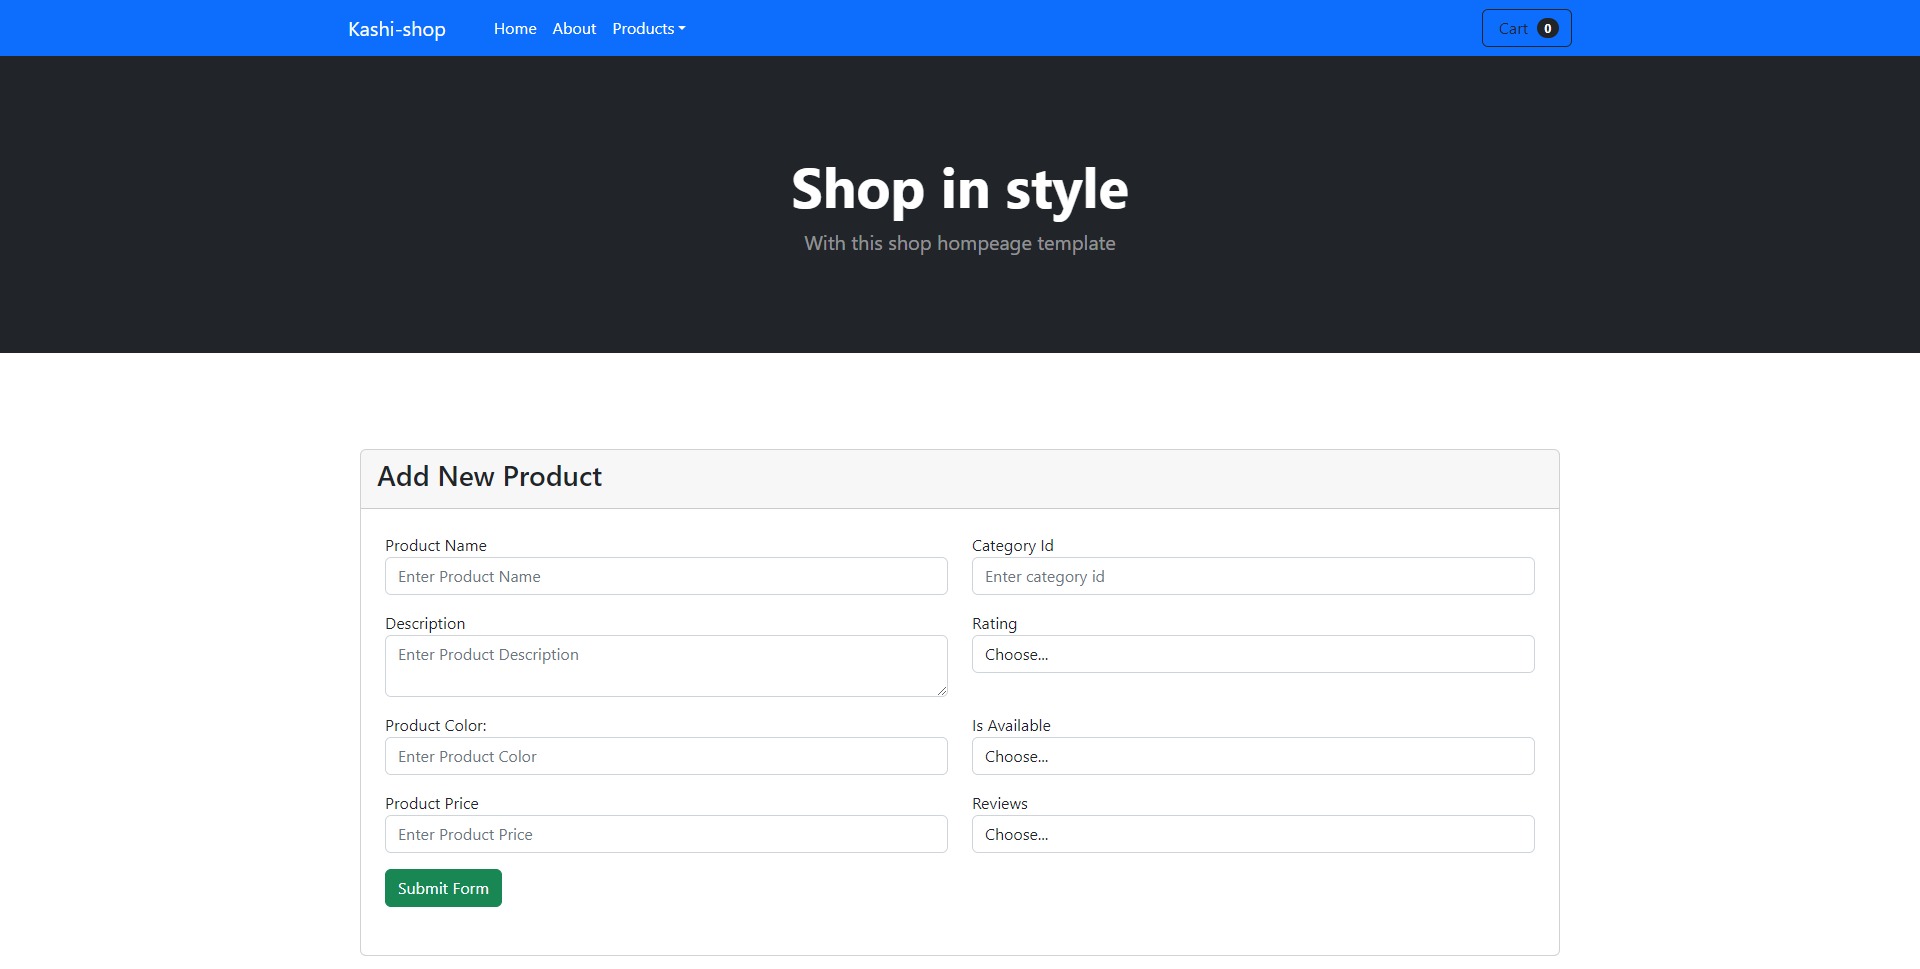 Kashi-shop Home About Products Cart 0
Shop in style
With this shop hompeage template
Add New Product
Product Name Category Id
Enter Product Name Enter category id
Description Rating
Enter Product Description Choose...
Product Color: Is Available
Enter Product Color Choose...
Product Price Reviews
Enter Product Price Choose...
Submit Form